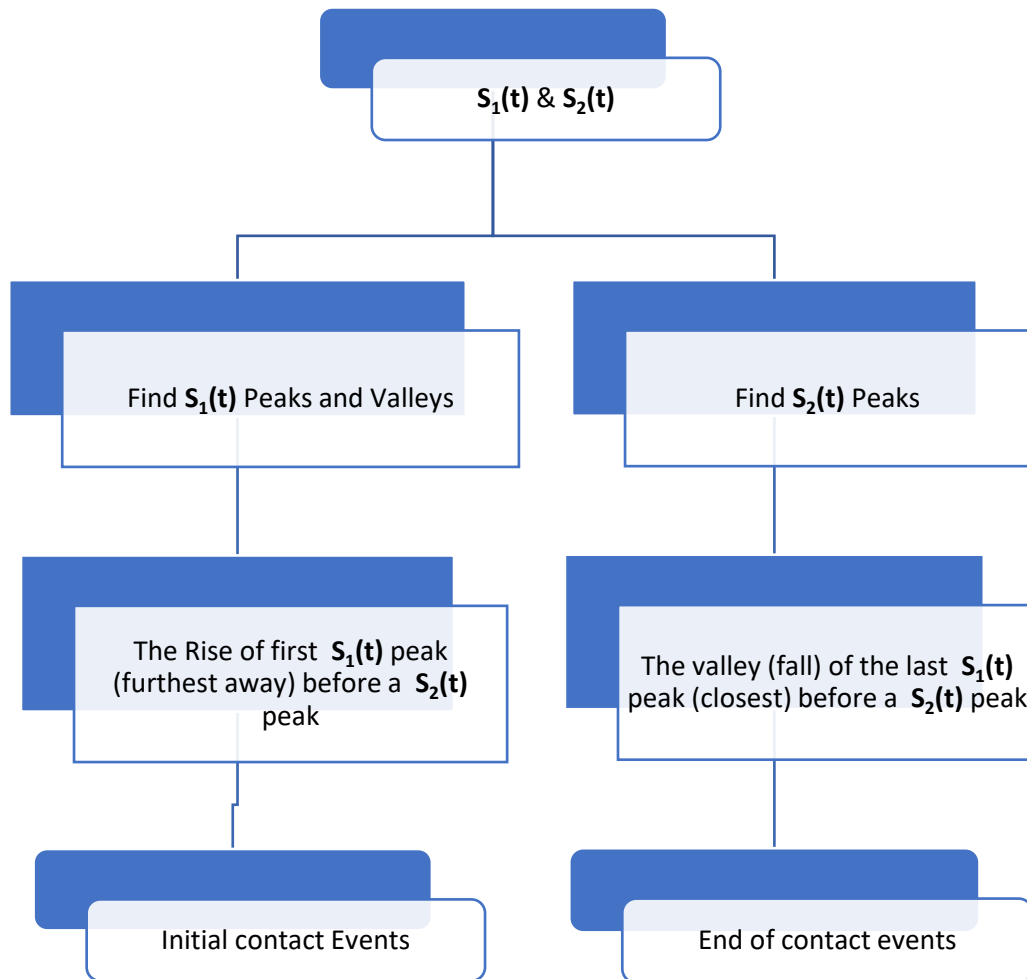 S₁(t) & S₂(t)
Find S₁(t) Peaks and Valleys
Find S₂(t) Peaks
The Rise of first S₁(t) peak
(furthest away) before a S₂(t)
peak
The valley (fall) of the last S₁(t)
peak (closest) before a S₂(t) peak
Initial contact Events
End of contact events